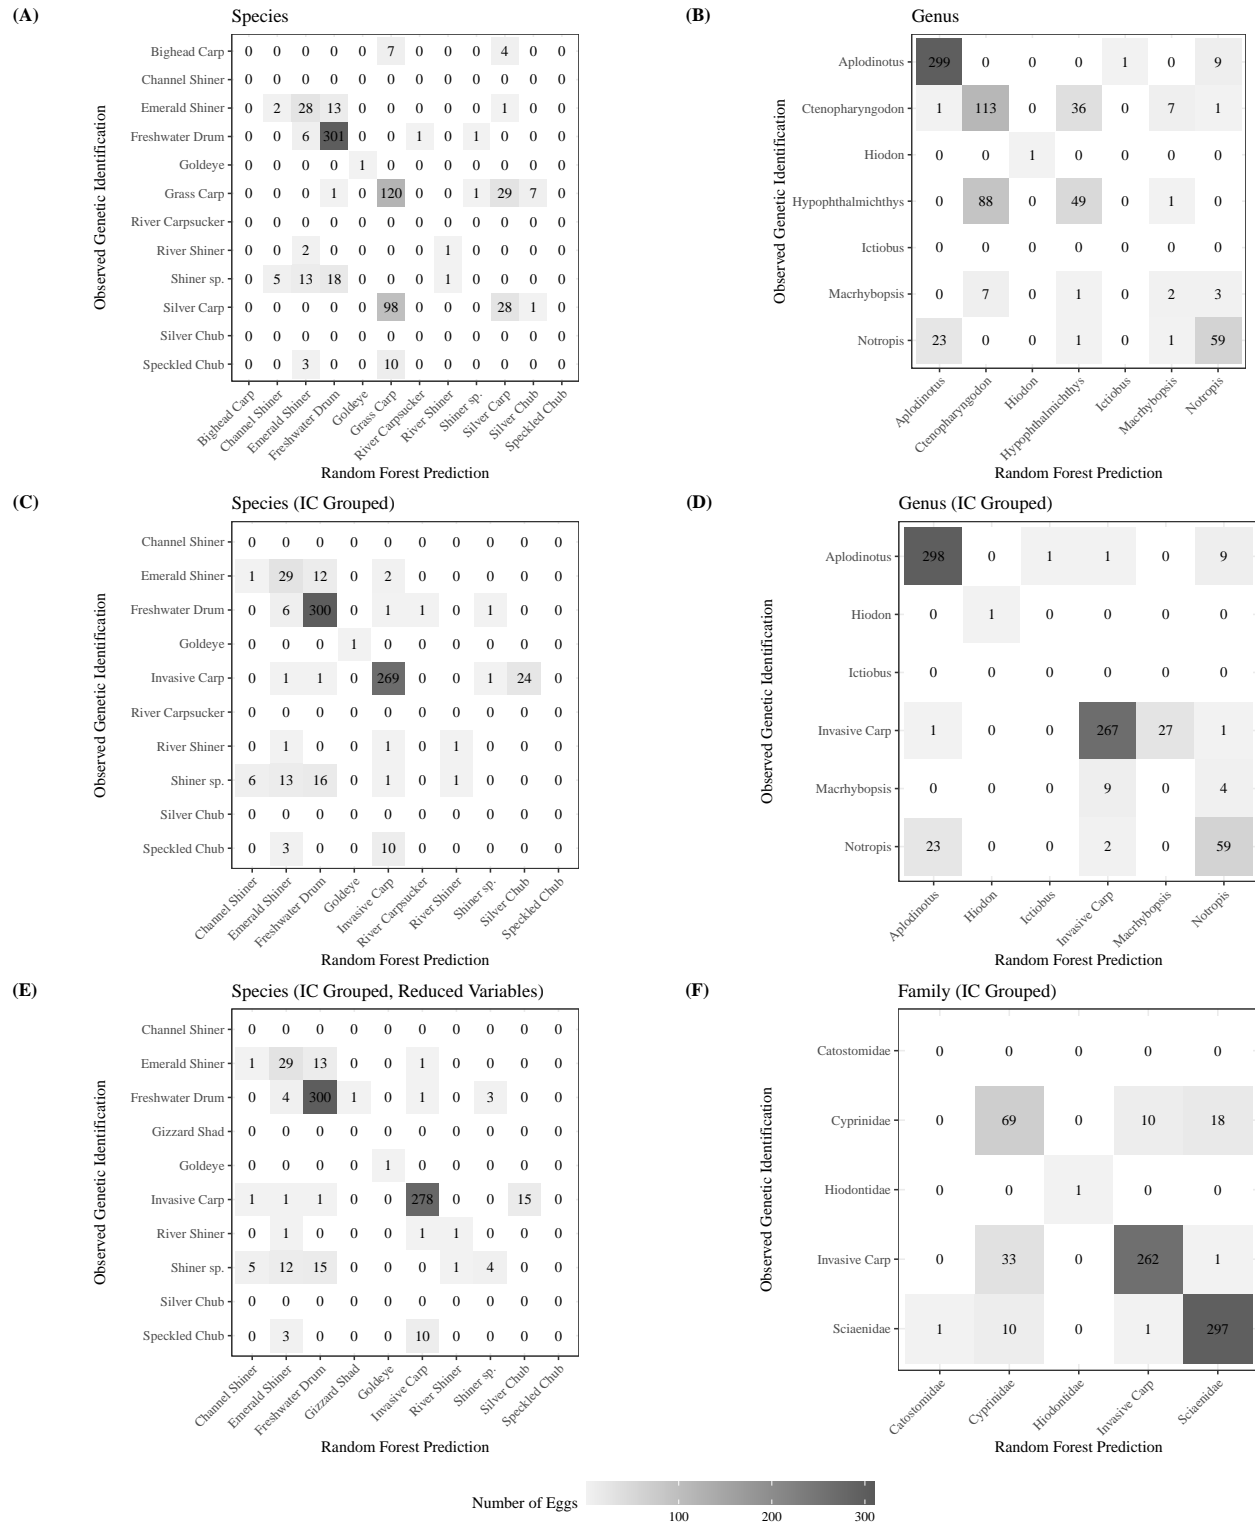 (A)
Species
Observed Genetic Identification
Bighead Carp 0 0 0 0 7 0 0 0 4 0 0
Channel Shiner 0 0 0 0 0 0 0 0 0 0 0 0
Emerald Shiner 0 2 28 13 0 0 0 0 0 1 0 0
Freshwater Drum 0 0 6 301 0 0 1 0 1 0 0 0
Goldeye 0 0 0 0 1 0 0 0 0 0 0 0
Grass Carp 0 0 0 1 0 120 0 0 1 29 7 0
River Carpsucker 0 0 0 0 0 0 0 0 0 0 0 0
River Shiner 0 0 2 0 0 0 0 1 0 0 0 0
Shiner sp. 0 5 13 18 0 0 0 1 0 0 0 0
Silver Carp 0 0 0 0 0 98 0 0 0 28 1 0
Silver Chub 0 0 0 0 0 0 0 0 0 0 0 0
Speckled Chub 0 0 3 0 0 10 0 0 0 0 0 0
Bighead Carp Channel Shiner Emerald Shiner Freshwater Drum Goldeye Grass Carp River Carpsucker River Shiner Shiner sp. Silver Carp Silver Chub Speckled Chub
Random Forest Prediction
(B)
Genus
Observed Genetic Identification
Aplodinotus 299 0 0 0 1 0 9
Ctenopharyngodon 1 113 0 36 0 7 1
Hiodon 0 0 1 0 0 0 0
Hypophthalmichthys 0 88 0 49 0 1 0
Ictiobus 0 0 0 0 0 0 0
Macrhybopsis 0 7 0 1 0 2 3
Notropis 23 0 0 1 0 1 59
Aplodinotus Ctenopharyngodon Hiodon Hypophthalmichthys Ictiobus Macrhybopsis Notropis
Random Forest Prediction
(C)
Species (IC Grouped)
Observed Genetic Identification
Channel Shiner 0 0 0 0 0 0 0 0 0 0
Emerald Shiner 1 29 12 0 2 0 0 0 0 0
Freshwater Drum 0 6 300 0 1 1 0 1 0 0
Goldeye 0 0 0 1 0 0 0 0 0 0
Invasive Carp 0 1 1 0 269 0 0 1 24 0
River Carpsucker 0 0 0 0 0 0 0 0 0 0
River Shiner 0 1 0 0 1 0 1 0 0 0
Shiner sp. 6 13 16 0 1 0 1 0 0 0
Silver Chub 0 0 0 0 0 0 0 0 0 0
Speckled Chub 0 3 0 0 10 0 0 0 0 0
Channel Shiner Emerald Shiner Freshwater Drum Goldeye Invasive Carp River Carpsucker River Shiner Shiner sp. Silver Chub Speckled Chub
Random Forest Prediction
(D)
Genus (IC Grouped)
Observed Genetic Identification
Aplodinotus 298 0 1 1 0 9
Hiodon 0 1 0 0 0 0
Ictiobus 0 0 0 0 0 0
Invasive Carp 1 0 0 267 27 1
Macrhybopsis 0 0 0 9 0 4
Notropis 23 0 0 2 0 59
Aplodinotus Hiodon Ictiobus Invasive Carp Macrhybopsis Notropis
Random Forest Prediction
(E)
Species (IC Grouped, Reduced Variables)
Observed Genetic Identification
Channel Shiner 0 0 0 0 0 0 0 0 0 0
Emerald Shiner 1 29 13 0 0 1 0 0 0 0
Freshwater Drum 0 4 300 1 0 1 0 3 0 0
Gizzard Shad 0 0 0 0 0 0 0 0 0 0
Goldeye 0 0 0 0 1 0 0 0 0 0
Invasive Carp 1 1 1 0 0 278 0 0 15 0
River Shiner 0 1 0 0 0 1 1 0 0 0
Shiner sp. 5 12 15 0 0 0 1 4 0 0
Silver Chub 0 0 0 0 0 0 0 0 0 0
Speckled Chub 0 3 0 0 0 10 0 0 0 0
Channel Shiner Emerald Shiner Freshwater Drum Gizzard Shad Goldeye Invasive Carp River Shiner Shiner sp. Silver Chub Speckled Chub
Random Forest Prediction
(F)
Family (IC Grouped)
Observed Genetic Identification
Catostomidae 0 0 0 0 0
Cyprinidae 0 69 0 10 18
Hiodontidae 0 0 1 0 0
Invasive Carp 0 33 0 262 1
Sciaenidae 1 10 0 1 297
Catostomidae Cyprinidae Hiodontidae Invasive Carp Sciaenidae
Random Forest Prediction
Number of Eggs
100 200 300